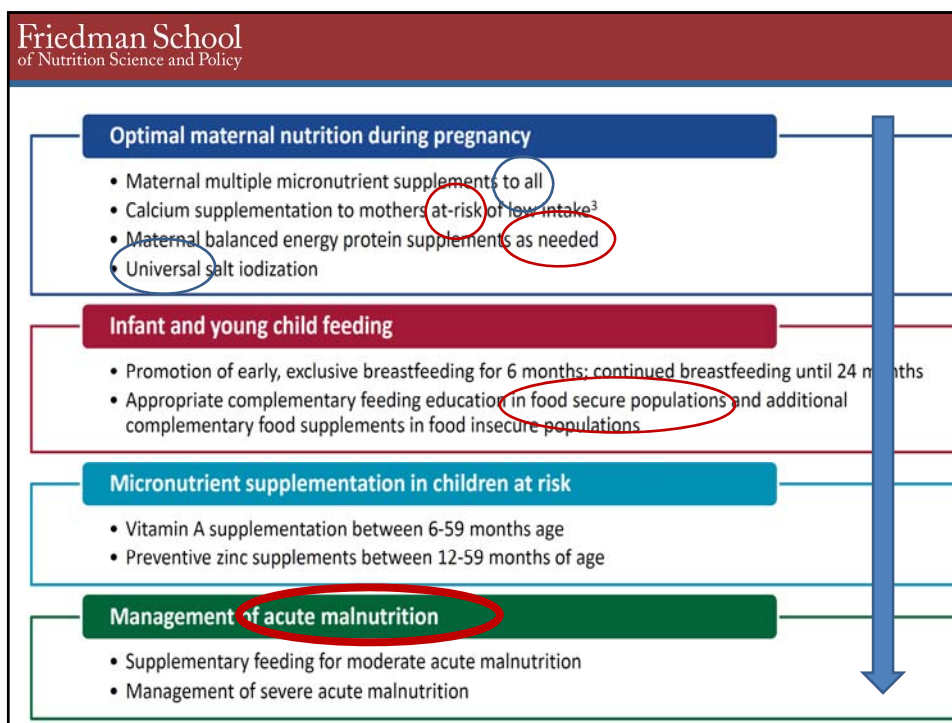 Friedman School
of Nutrition Science and Policy
Optimal maternal nutrition during pregnancy
• Maternal multiple micronutrient supplements to all
• Calcium supplementation to mothers at-risk of low intake³
• Maternal balanced energy protein supplements as needed
• Universal salt iodization
Infant and young child feeding
• Promotion of early, exclusive breastfeeding for 6 months; continued breastfeeding until 24 months
• Appropriate complementary feeding education in food secure populations and additional
complementary food supplements in food insecure populations
Micronutrient supplementation in children at risk
• Vitamin A supplementation between 6-59 months age
• Preventive zinc supplements between 12-59 months of age
Management of acute malnutrition
• Supplementary feeding for moderate acute malnutrition
• Management of severe acute malnutrition